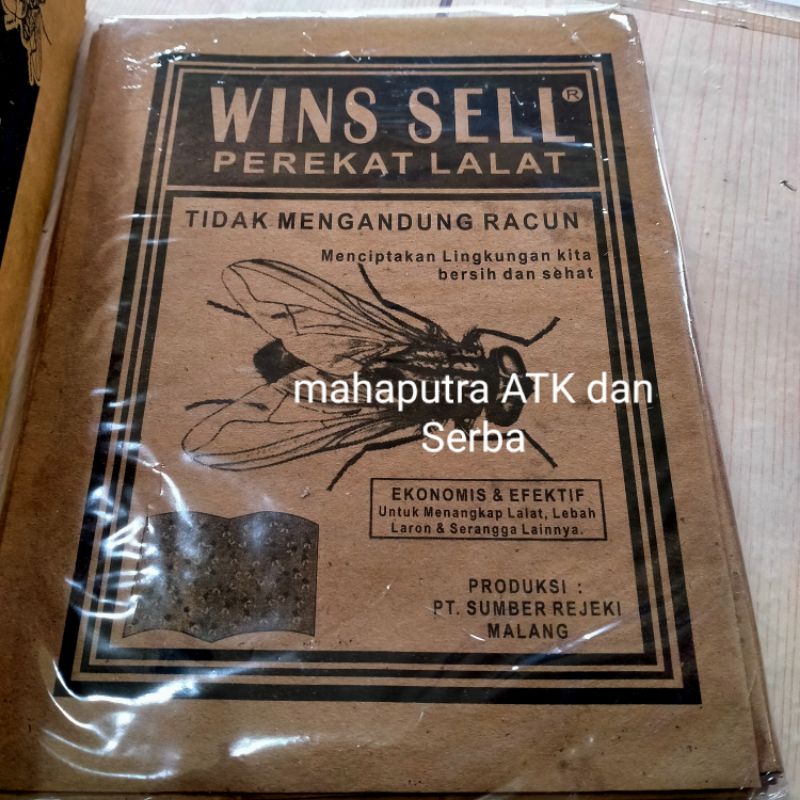 WINS SELL®
PEREKAT LALAT
TIDAK MENGANDUNG RACUN
Menciptakan Lingkungan kita
bersih dan sehat
mahaputra ATK dan
Serba
EKONOMIS & EFEKTIF
Untuk Menangkap Lalat, Lebah
Laron & Serangga Lainnya.
PRODUKSI :
PT. SUMBER REJEKI
MALANG